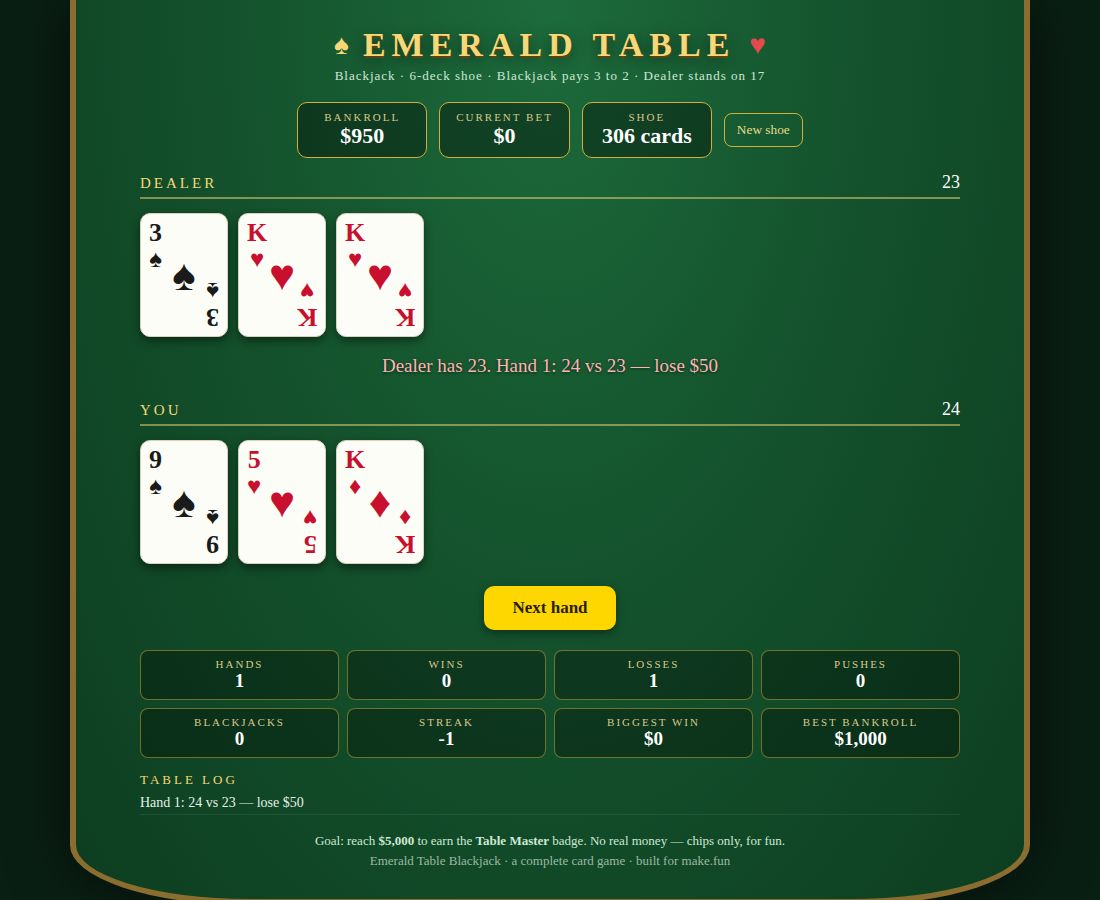 ♠ EMERALD TABLE ♥
Blackjack · 6-deck shoe · Blackjack pays 3 to 2 · Dealer stands on 17
BANKROLL
$950
CURRENT BET
$0
SHOE
306 cards
New shoe
DEALER 23
3 K K
♠ ♥ ♥
♠ ♥ ♥
♠ ♥ ♥
3 K K
Dealer has 23. Hand 1: 24 vs 23 — lose $50
YOU 24
9 5 K
♠ ♥ ♦
♠ ♥ ♦
♠ ♥ ♦
9 5 K
Next hand
HANDS
1
WINS
0
LOSSES
1
PUSHES
0
BLACKJACKS
0
STREAK
-1
BIGGEST WIN
$0
BEST BANKROLL
$1,000
TABLE LOG
Hand 1: 24 vs 23 — lose $50
Goal: reach $5,000 to earn the Table Master badge. No real money — chips only, for fun.
Emerald Table Blackjack · a complete card game · built for make.fun